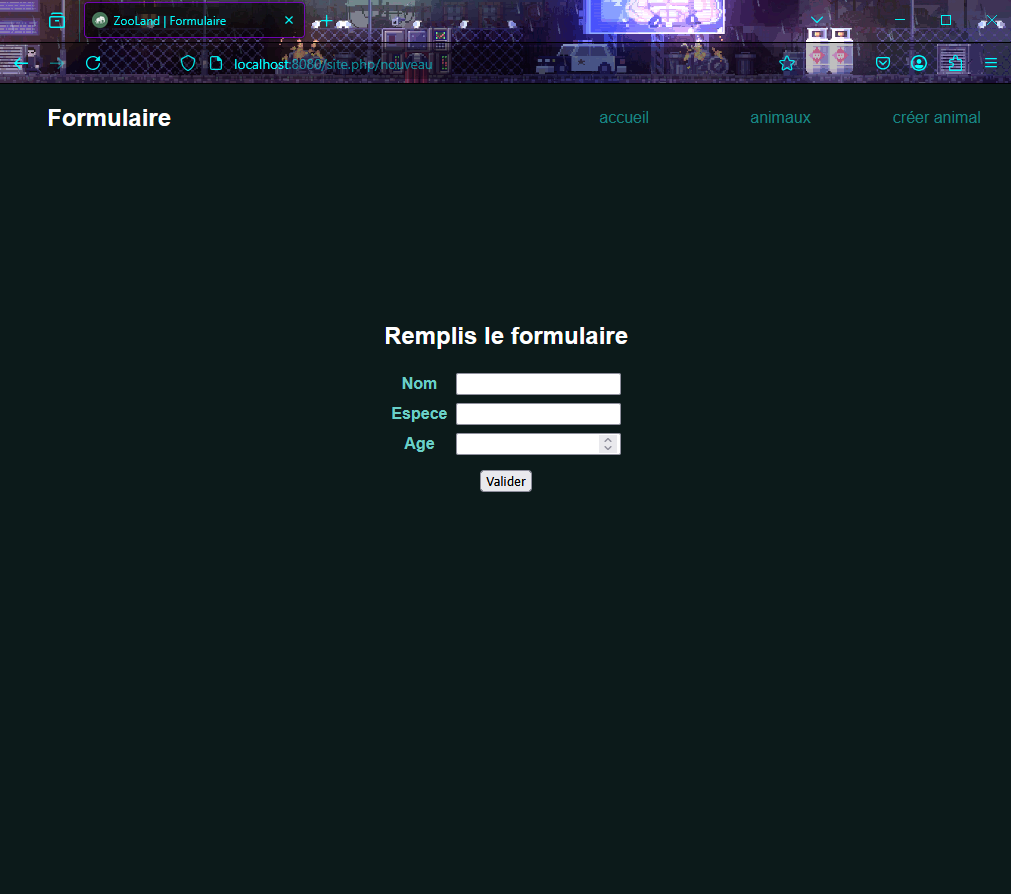 ZooLand | Formulaire
localhost:8080/site.php/nouveau
Formulaire
accueil
animaux
créer animal
Remplis le formulaire
Nom
Espece
Age
Valider